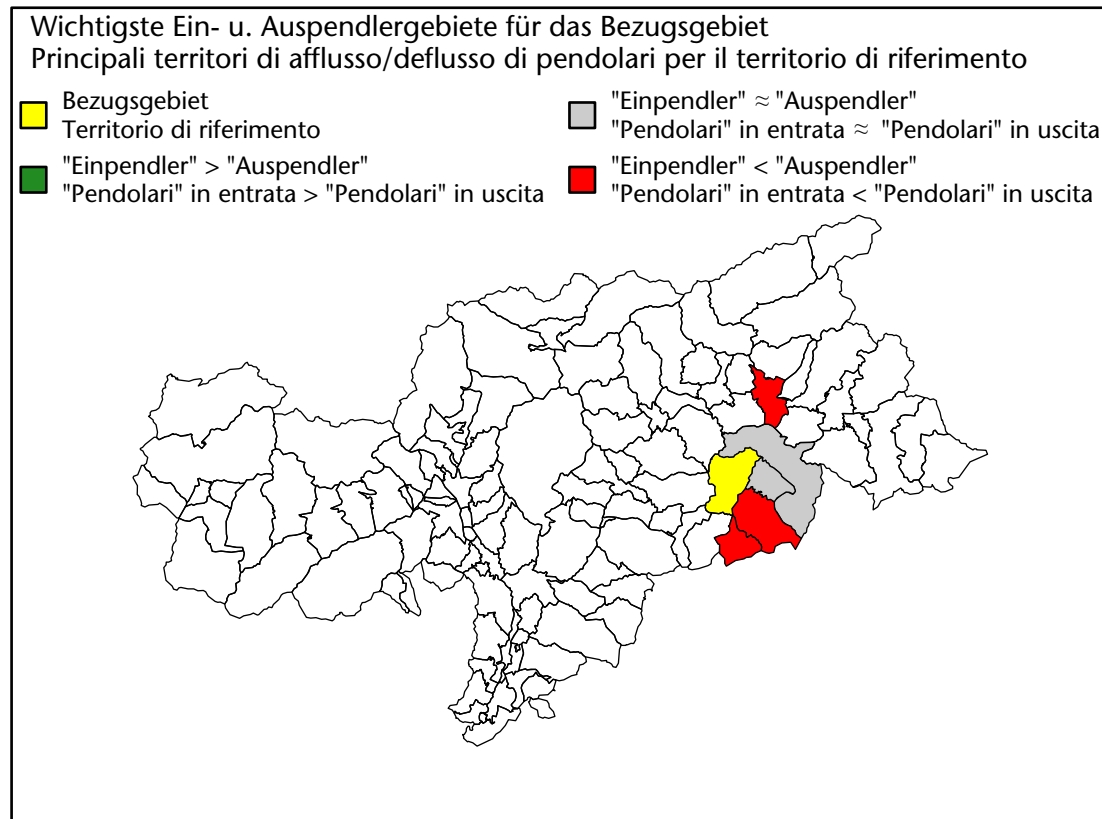 Wichtigste Ein- u. Auspendlergebiete für das Bezugsgebiet
Principali territori di afflusso/deflusso di pendolari per il territorio di riferimento
Bezugsgebiet
Territorio di riferimento
"Einpendler" > "Auspendler"
"Pendolari" in entrata > "Pendolari" in uscita
"Einpendler" ≈ "Auspendler"
"Pendolari" in entrata ≈ "Pendolari" in uscita
"Einpendler" < "Auspendler"
"Pendolari" in entrata < "Pendolari" in uscita